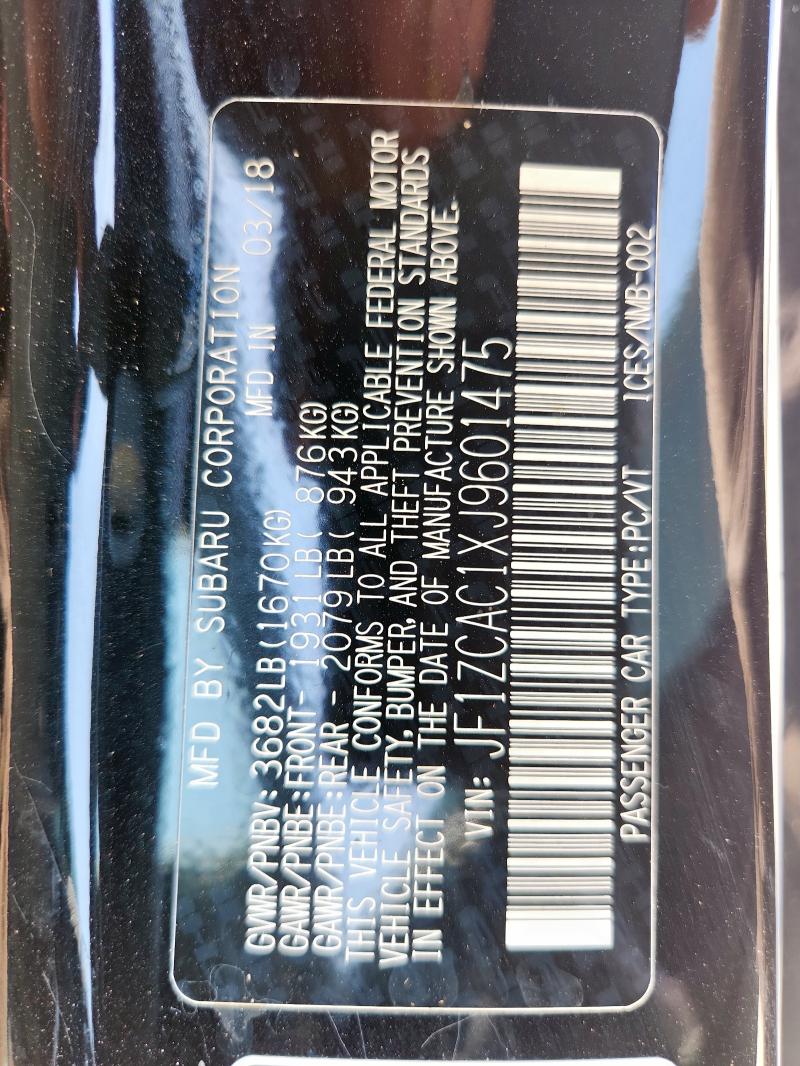 MFD BY SUBARU CORPORATION
MFD IN 03/18
GVWR/PNBV: 3682LB(1670KG)
GAWR/PNBE:FRONT- 1931LB( 876KG)
GAWR/PNBE:REAR - 2079LB( 943KG)
THIS VEHICLE CONFORMS TO ALL APPLICABLE FEDERAL MOTOR
VEHICLE SAFETY, BUMPER, AND THEFT PREVENTION STANDARDS
IN EFFECT ON THE DATE OF MANUFACTURE SHOWN ABOVE.
VIN: JF1ZCAC1XJ9601475
PASSENGER CAR TYPE:PC/VT ICES/NMB-002